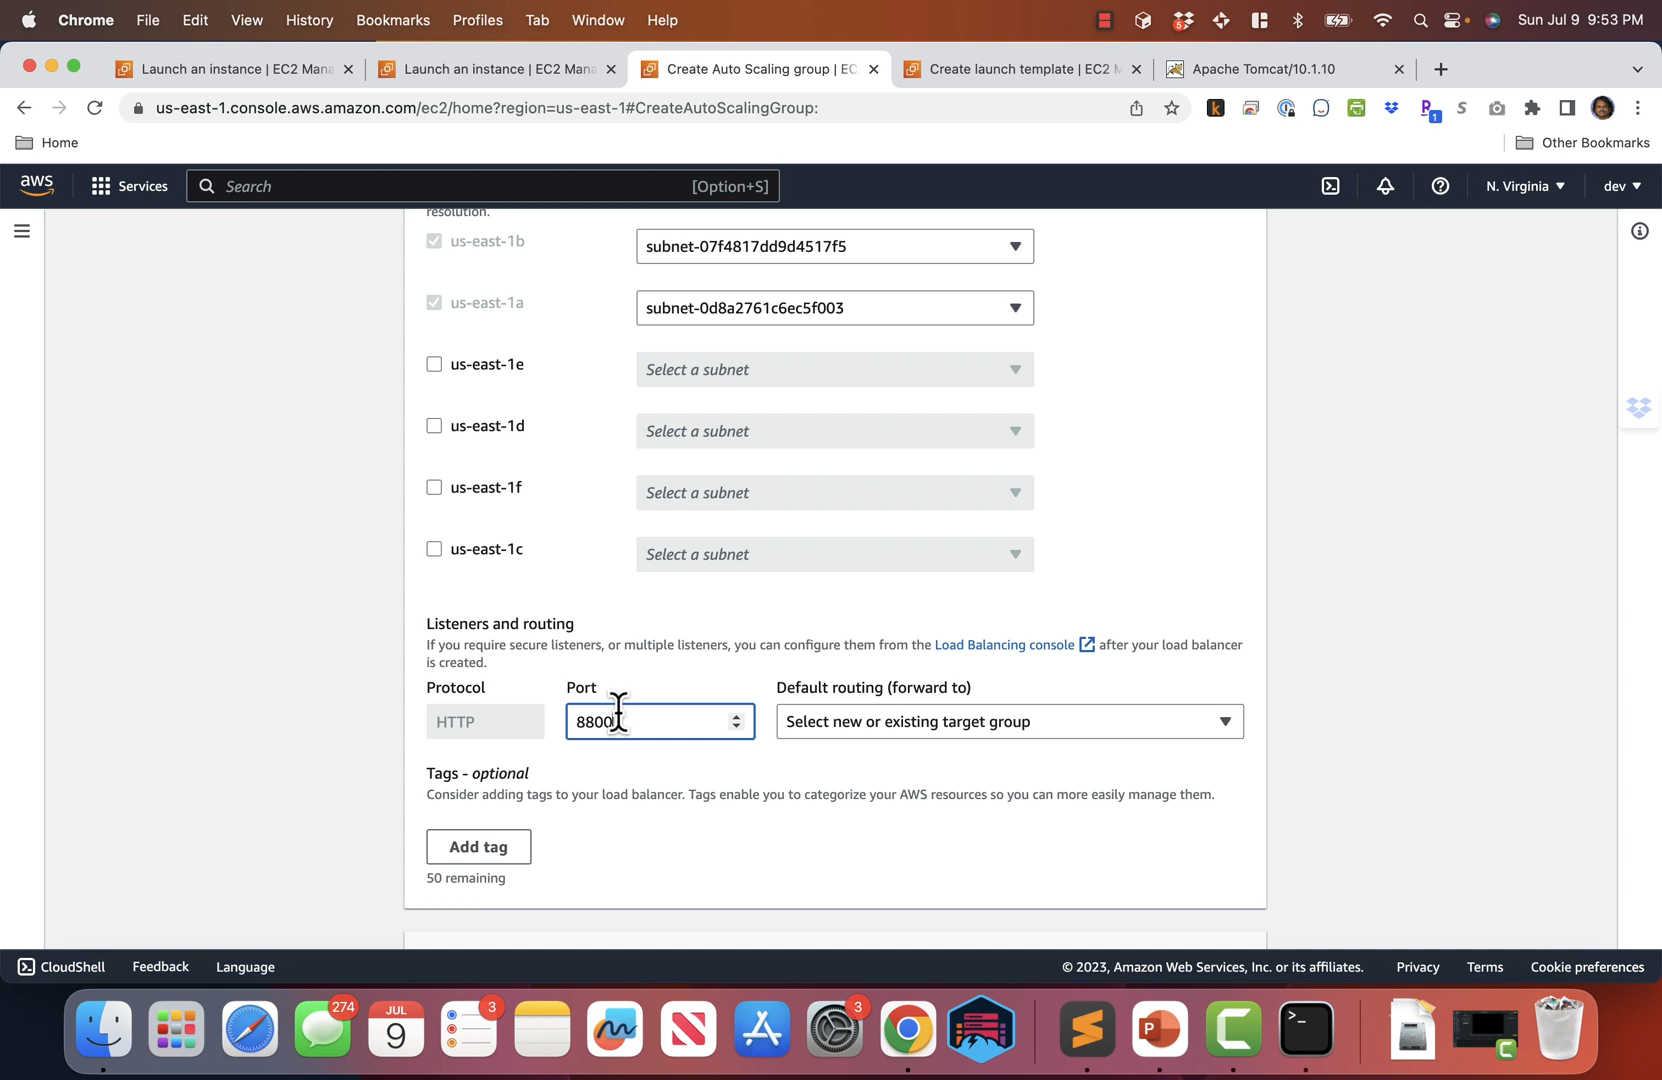 Chrome File Edit View History Bookmarks Profiles Tab Window Help Sun Jul 9 9:53 PM
Launch an instance | EC2 Mana Launch an instance | EC2 Mana Create Auto Scaling group | EC Create launch template | EC2 M Apache Tomcat/10.1.10
us-east-1.console.aws.amazon.com/ec2/home?region=us-east-1#CreateAutoScalingGroup:
Home Other Bookmarks
aws Services Search [Option+S] N. Virginia dev
resolution.
us-east-1b subnet-07f4817dd9d4517f5
us-east-1a subnet-0d8a2761c6ec5f003
us-east-1e Select a subnet
us-east-1d Select a subnet
us-east-1f Select a subnet
us-east-1c Select a subnet
Listeners and routing
If you require secure listeners, or multiple listeners, you can configure them from the Load Balancing console after your load balancer
is created.
Protocol Port Default routing (forward to)
HTTP 8800 Select new or existing target group
Tags - optional
Consider adding tags to your load balancer. Tags enable you to categorize your AWS resources so you can more easily manage them.
Add tag
50 remaining
CloudShell Feedback Language © 2023, Amazon Web Services, Inc. or its affiliates. Privacy Terms Cookie preferences
274 JUL 9 3 3